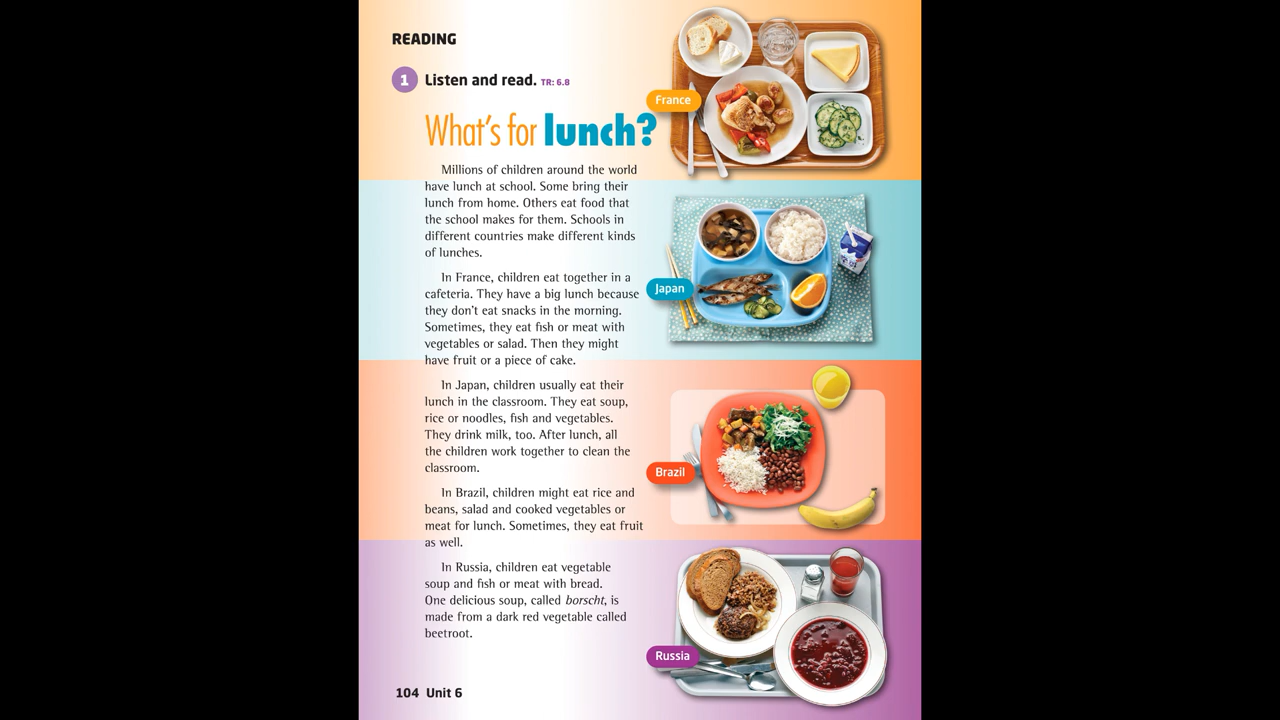 READING
1 Listen and read. TR: 6.8
What's for lunch?
Millions of children around the world
have lunch at school. Some bring their
lunch from home. Others eat food that
the school makes for them. Schools in
different countries make different kinds
of lunches.
In France, children eat together in a
cafeteria. They have a big lunch because
they don't eat snacks in the morning.
Sometimes, they eat fish or meat with
vegetables or salad. Then they might
have fruit or a piece of cake.
In Japan, children usually eat their
lunch in the classroom. They eat soup,
rice or noodles, fish and vegetables.
They drink milk, too. After lunch, all
the children work together to clean the
classroom.
In Brazil, children might eat rice and
beans, salad and cooked vegetables or
meat for lunch. Sometimes, they eat fruit
as well.
In Russia, children eat vegetable
soup and fish or meat with bread.
One delicious soup, called borscht, is
made from a dark red vegetable called
beetroot.
France
Japan
Brazil
Russia
104 Unit 6